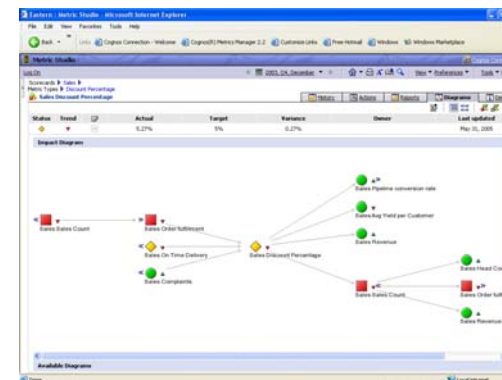 Eastern : Metric Studio - Microsoft Internet Explorer
File Edit View Favorites Tools Help
Back Links Cognos Connection - Welcome Cognos(R) Metrics Manager 2.2 Customize Links Free Hotmail Windows Windows Marketplace
Metric Studio
Log On 2003, Q4, December
Scorecards Sales
Metric Types Discount Percentage
Sales Discount Percentage History Actions Reports Diagrams
Status Trend Actual Target Variance Owner Last updated
5.27% 5% 0.27% May 01, 2005
Impact Diagram
Sales Pipeline conversion rate
Sales Avg Yield per Customer
Sales Sales Count Sales Order fulfillment
Sales On Time Delivery Sales Discount Percentage Sales Revenue
Sales Complaints Sales Head Co
Sales Sales Count Sales Order fulf
Sales Revenue
Available Diagrams